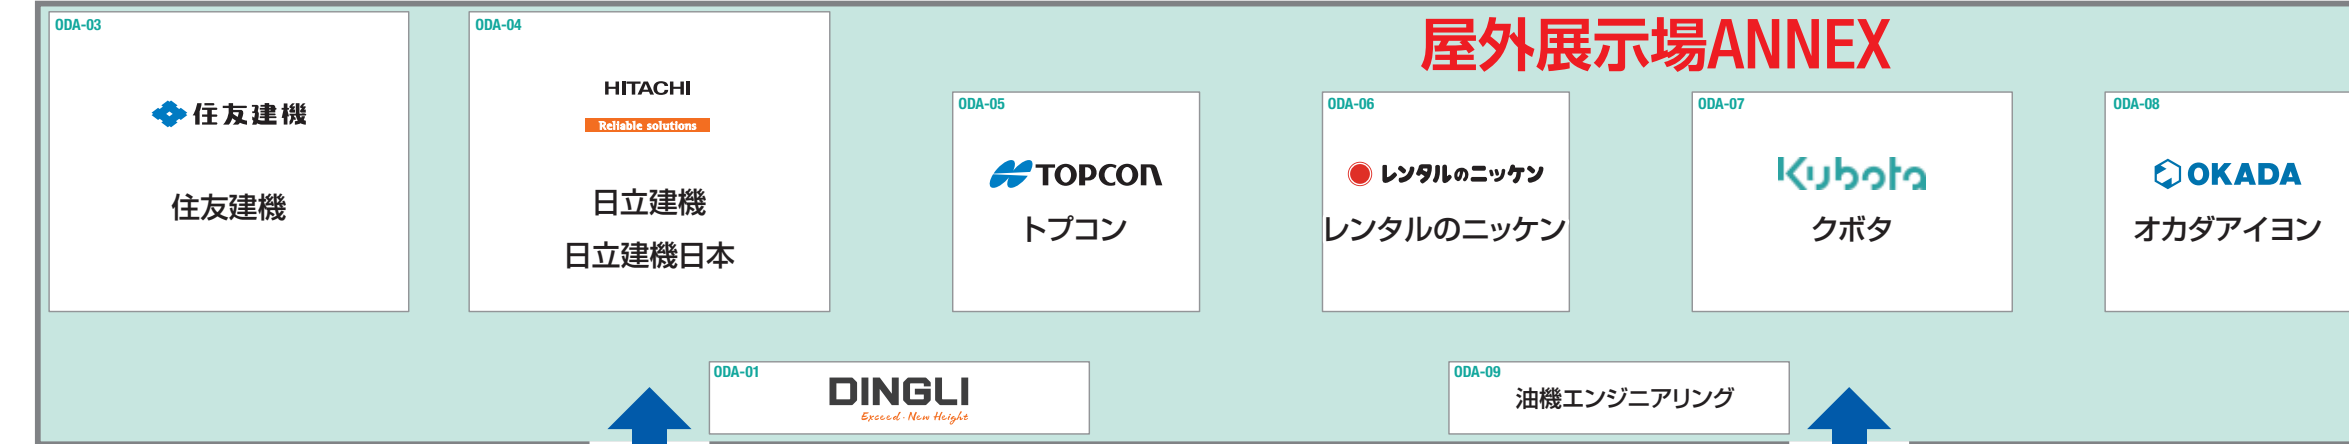 屋外展示場ANNEX
ODA-03
住友建機
住友建機
ODA-04
HITACHI
Reliable solutions
日立建機
日立建機日本
ODA-05
TOPCON
トプコン
ODA-06
レンタルのニッケン
レンタルのニッケン
ODA-07
Kubota
クボタ
ODA-08
OKADA
オカダアイヨン
ODA-01
DINGLI
Exceed · New Height
ODA-09
油機エンジニアリング